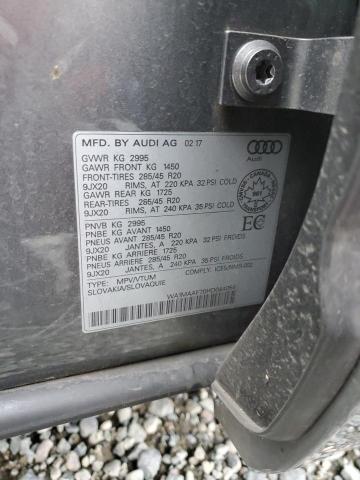 MFD. BY AUDI AG 02 17
GVWR KG 2995
GAWR FRONT KG 1450
FRONT-TIRES 285/45 R20
9JX20 RIMS, AT 220 KPA 32 PSI COLD
GAWR REAR KG 1725
REAR-TIRES 285/45 R20
9JX20 RIMS, AT 240 KPA 35 PSI COLD
Audi
PNVB KG 2995
PNBE KG AVANT 1450
PNEUS AVANT 285/45 R20
9JX20 JANTES, A 220 KPA 32 PSI FROIDS
PNBE KG ARRIERE 1725
PNEUS ARRIERE 285/45 R20
9JX20 JANTES, A 240 KPA 35 PSI FROIDS
EC
COMPLY:
TYPE: MPV/VTUM
SLOVAKIA/SLOVAQUIE